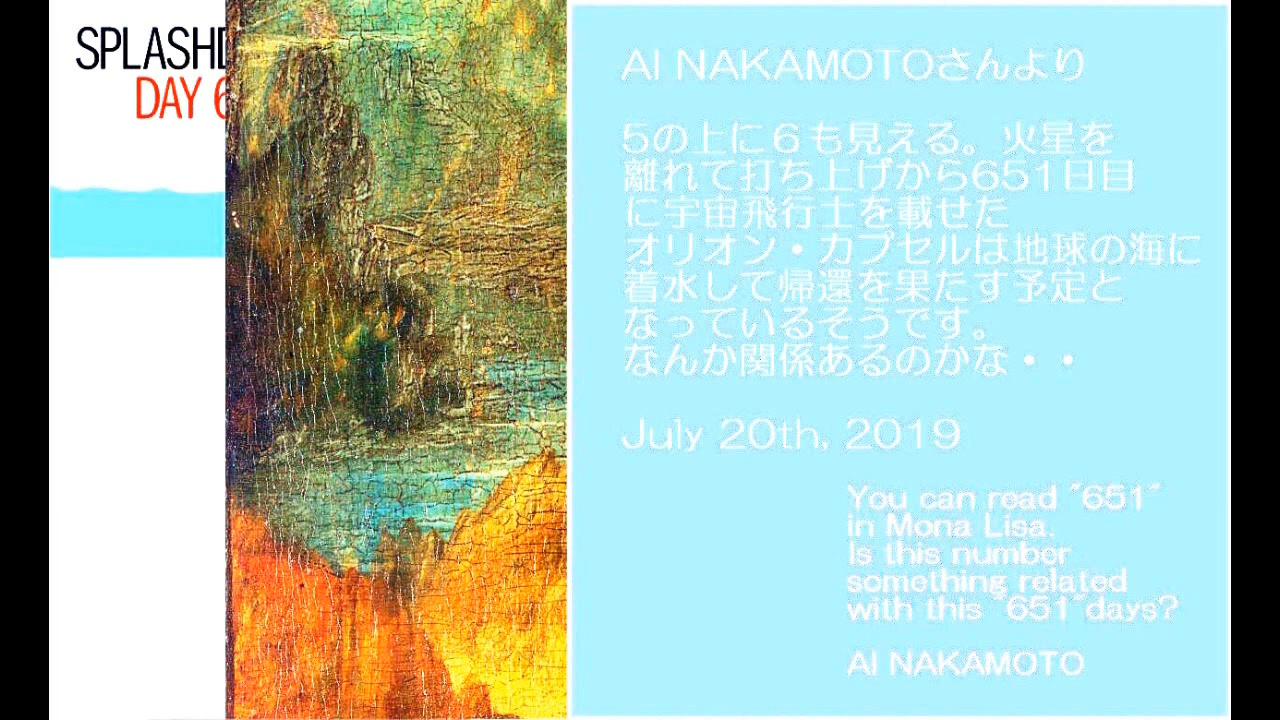 SPLASHD
DAY 6
AI NAKAMOTOさんより
5の上に６も見える。火星を
離れて打ち上げから651日目
に宇宙飛行士を載せた
オリオン・カプセルは地球の海に
着水して帰還を果たす予定と
なっているそうです。
なんか関係あるのかな・・
July 20th, 2019
You can read "651"
in Mona Lisa.
Is this number
something related
with this "651"days?
AI NAKAMOTO